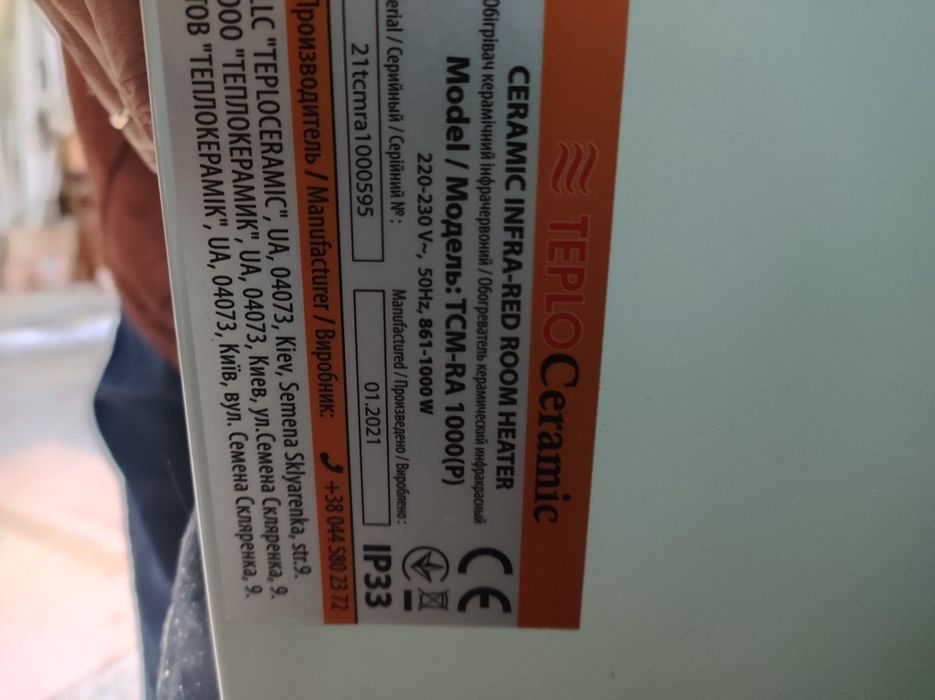 TEPLOCeramic
CERAMIC INFRA-RED ROOM HEATER
Обігрівач керамічний інфрачервоний / Обогреватель керамический инфракрасный
Model / Модель: TCM-RA 1000(P)
220-230 V~, 50Hz, 861-1000W
CE
erial / Серийный / Серійний №: Manufactured / Произведено / Вироблено:
21tcmra1000595 01.2021 IP33
Производитель / Manufacturer / Виробник: +38 044 580 23 72
LLC "TEPLOCERAMIC", UA, 04073, Kiev, Semena Sklyarenka, str.9.
ООО "ТЕПЛОКЕРАМИК", UA, 04073, Киев, ул.Семена Скляренка, 9.
ТОВ "ТЕПЛОКЕРАМІК", UA, 04073, Київ, вул. Семена Скляренка, 9.